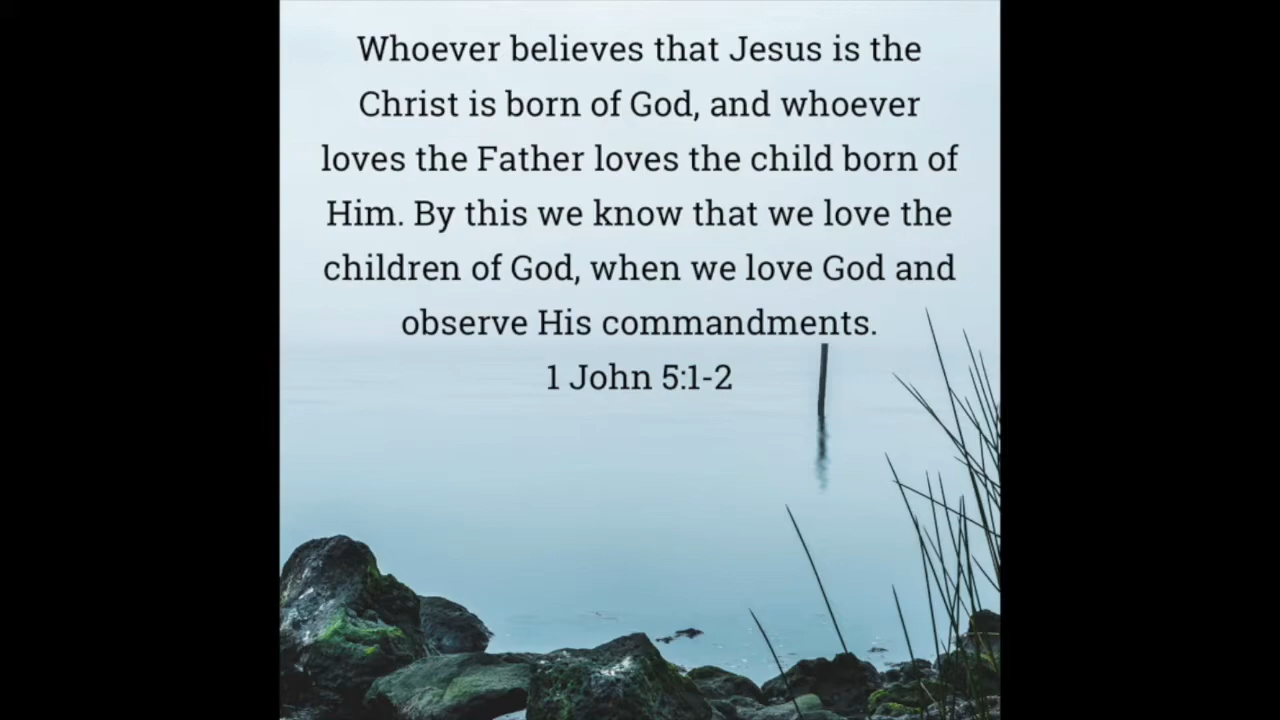 Whoever believes that Jesus is the
Christ is born of God, and whoever
loves the Father loves the child born of
Him. By this we know that we love the
children of God, when we love God and
observe His commandments.
1 John 5:1-2